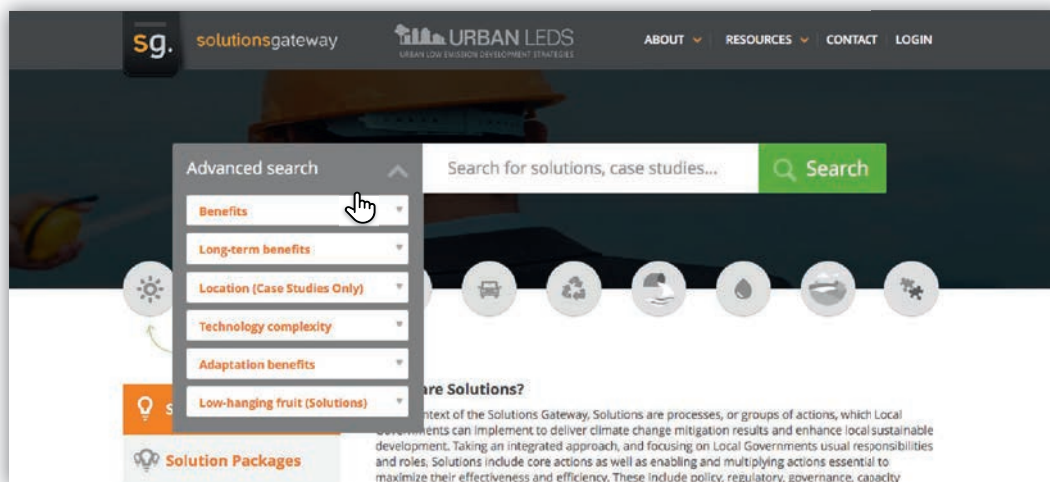 sg. solutionsgateway
URBAN LEDS
URBAN LOW EMISSION DEVELOPMENT STRATEGIES
ABOUT RESOURCES CONTACT LOGIN
Advanced search
Search for solutions, case studies...
Search
Benefits
Long-term benefits
Location (Case Studies Only)
Technology complexity
Adaptation benefits
Low-hanging fruit (Solutions)
S
Solution Packages
are Solutions?
ntext of the Solutions Gateway, Solutions are processes, or groups of actions, which Local
Governments can implement to deliver climate change mitigation results and enhance local sustainable
development. Taking an integrated approach, and focusing on Local Governments usual responsibilities
and roles, Solutions include core actions as well as enabling and multiplying actions essential to
maximize their effectiveness and efficiency. These include policy, regulatory, governance, capacity